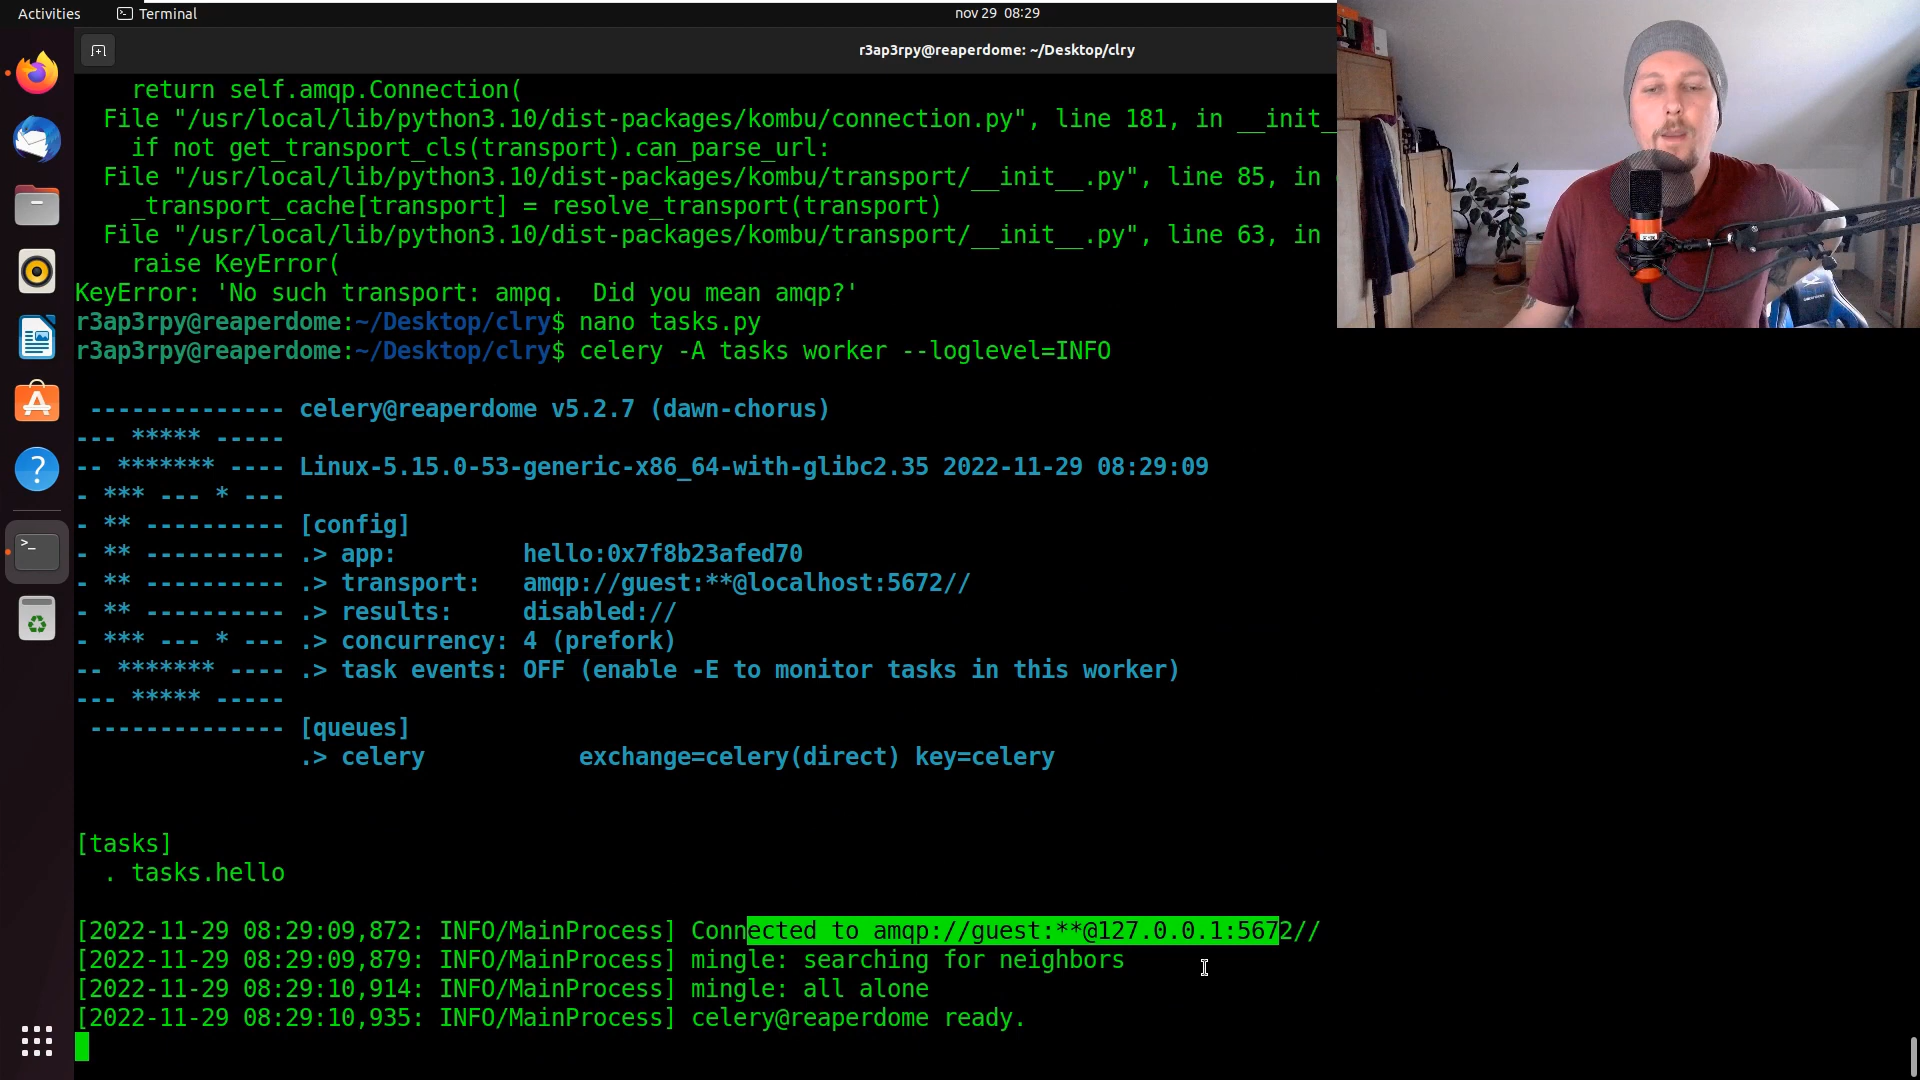 Activities
Terminal
nov 29 08:29
r3ap3rpy@reaperdome: ~/Desktop/clry
return self.amqp.Connection(
File "/usr/local/lib/python3.10/dist-packages/kombu/connection.py", line 181, in __init_
if not get_transport_cls(transport).can_parse_url:
File "/usr/local/lib/python3.10/dist-packages/kombu/transport/__init__.py", line 85, in
_transport_cache[transport] = resolve_transport(transport)
File "/usr/local/lib/python3.10/dist-packages/kombu/transport/__init__.py", line 63, in
raise KeyError(
KeyError: 'No such transport: ampq.  Did you mean amqp?'
r3ap3rpy@reaperdome:~/Desktop/clry$ nano tasks.py
r3ap3rpy@reaperdome:~/Desktop/clry$ celery -A tasks worker --loglevel=INFO
-------------- celery@reaperdome v5.2.7 (dawn-chorus)
--- ***** -----
-- ******* ---- Linux-5.15.0-53-generic-x86_64-with-glibc2.35 2022-11-29 08:29:09
- *** --- * ---
- ** ---------- [config]
- ** ---------- .> app:         hello:0x7f8b23afed70
- ** ---------- .> transport:   amqp://guest:**@localhost:5672//
- ** ---------- .> results:     disabled://
- *** --- * --- .> concurrency: 4 (prefork)
-- ******* ---- .> task events: OFF (enable -E to monitor tasks in this worker)
--- ***** -----
-------------- [queues]
.> celery           exchange=celery(direct) key=celery
[tasks]
. tasks.hello
[2022-11-29 08:29:09,872: INFO/MainProcess] Connected to amqp://guest:**@127.0.0.1:5672//
[2022-11-29 08:29:09,879: INFO/MainProcess] mingle: searching for neighbors
[2022-11-29 08:29:10,914: INFO/MainProcess] mingle: all alone
[2022-11-29 08:29:10,935: INFO/MainProcess] celery@reaperdome ready.